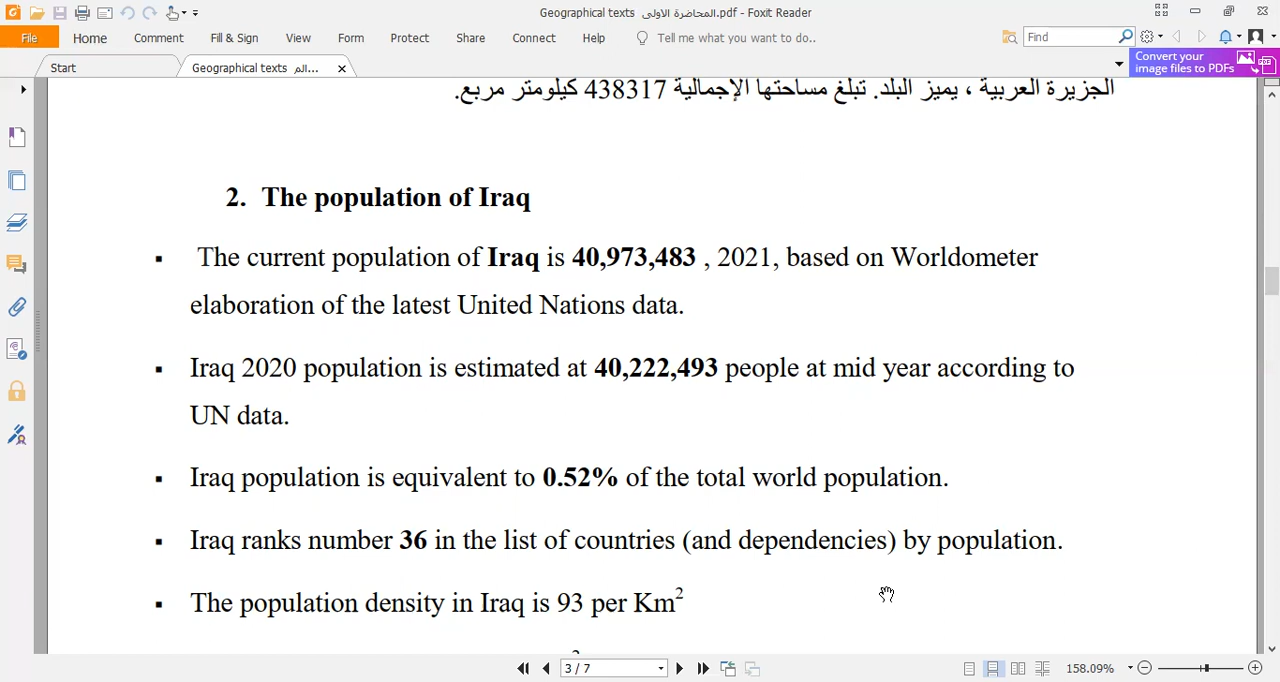 Geographical texts المحاضرة الاولى.pdf - Foxit Reader
File Home Comment Fill & Sign View Form Protect Share Connect Help Tell me what you want to do.. Find
Start Geographical texts الم... x
Convert your
image files to PDFs
PDF
الجزيرة العربية ، يميز البلد. تبلغ مساحتها الإجمالية 438317 كيلومتر مربع.
2. The population of Iraq
▪ The current population of Iraq is 40,973,483 , 2021, based on Worldometer
elaboration of the latest United Nations data.
▪ Iraq 2020 population is estimated at 40,222,493 people at mid year according to
UN data.
▪ Iraq population is equivalent to 0.52% of the total world population.
▪ Iraq ranks number 36 in the list of countries (and dependencies) by population.
▪ The population density in Iraq is 93 per Km²
3 / 7 158.09%